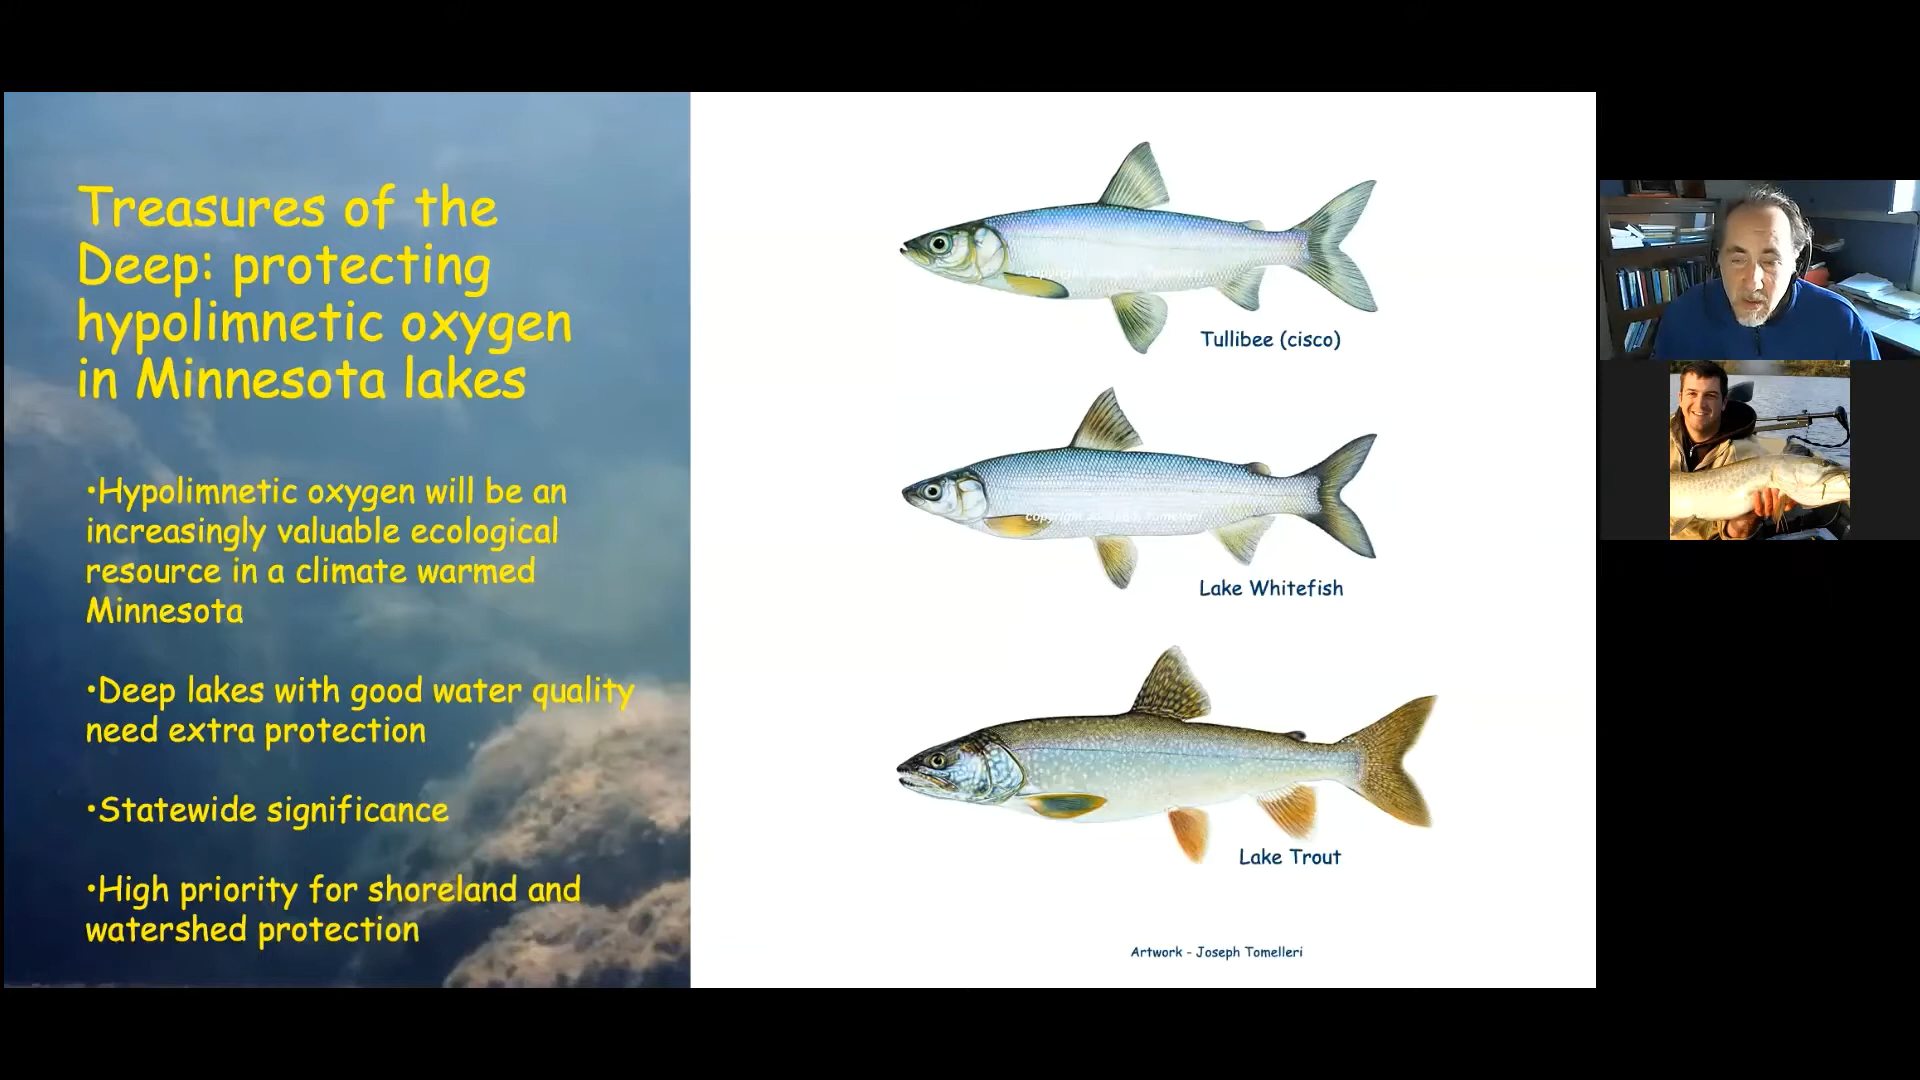 Treasures of the
Deep: protecting
hypolimnetic oxygen
in Minnesota lakes
•Hypolimnetic oxygen will be an
increasingly valuable ecological
resource in a climate warmed
Minnesota
•Deep lakes with good water quality
need extra protection
•Statewide significance
•High priority for shoreland and
watershed protection
Tullibee (cisco)
Lake Whitefish
Lake Trout
Artwork - Joseph Tomelleri